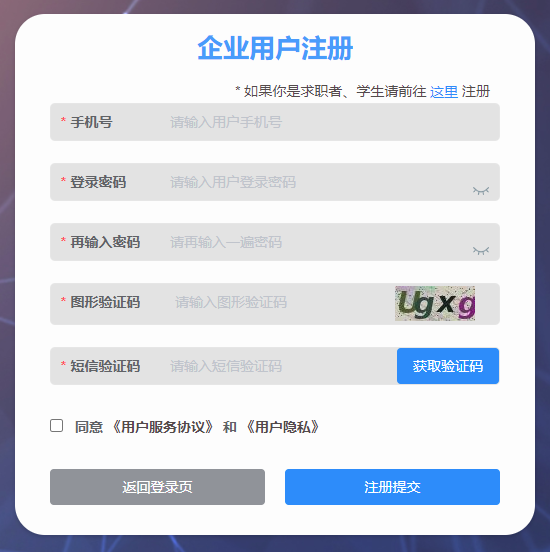 企业用户注册
* 如果你是求职者、学生请前往 这里 注册
* 手机号 请输入用户手机号
* 登录密码 请输入用户登录密码
* 再输入密码 请再输入一遍密码
* 图形验证码 请输入图形验证码 Ugxg
* 短信验证码 请输入短信验证码 获取验证码
同意 《用户服务协议》 和 《用户隐私》
返回登录页 注册提交